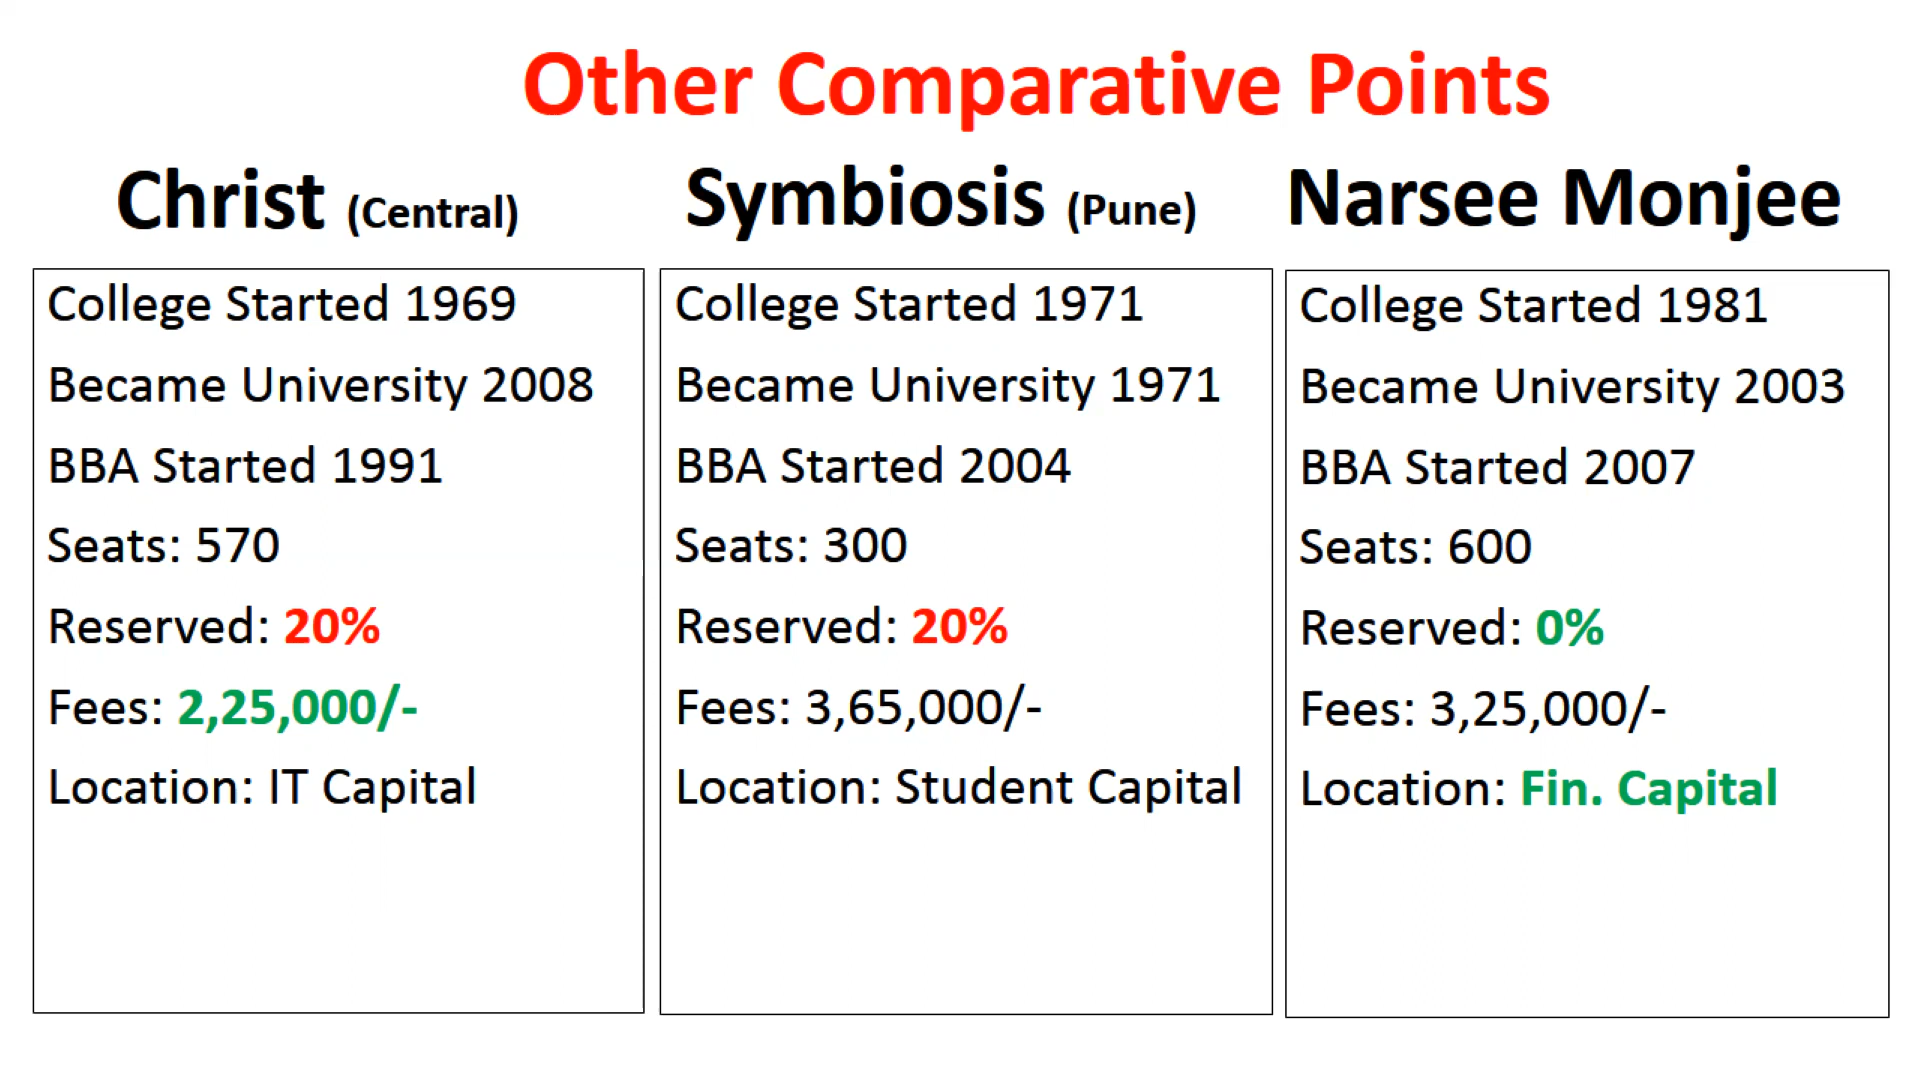 Other Comparative Points
Christ (Central)
College Started 1969
Became University 2008
BBA Started 1991
Seats: 570
Reserved: 20%
Fees: 2,25,000/-
Location: IT Capital
Symbiosis (Pune)
College Started 1971
Became University 1971
BBA Started 2004
Seats: 300
Reserved: 20%
Fees: 3,65,000/-
Location: Student Capital
Narsee Monjee
College Started 1981
Became University 2003
BBA Started 2007
Seats: 600
Reserved: 0%
Fees: 3,25,000/-
Location: Fin. Capital